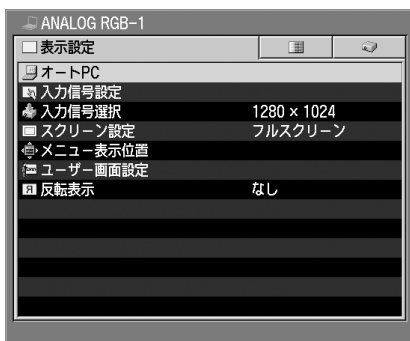 ANALOG RGB-1
表示設定
オートPC
入力信号設定
入力信号選択 1280 × 1024
スクリーン設定 フルスクリーン
メニュー表示位置
ユーザー画面設定
反転表示 なし